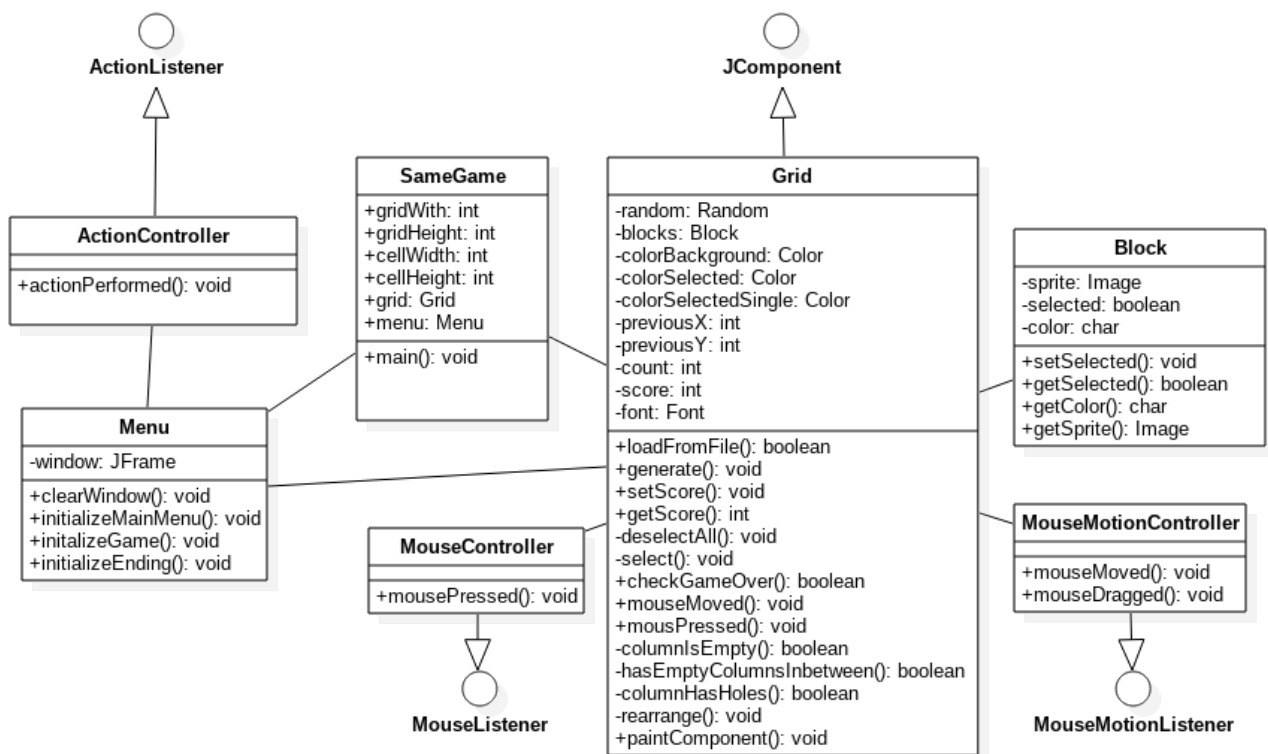 ActionListener
JComponent
ActionController
+actionPerformed(): void
SameGame
+gridWith: int
+gridHeight: int
+cellWidth: int
+cellHeight: int
+grid: Grid
+menu: Menu
+main(): void
Grid
-random: Random
-blocks: Block
-colorBackground: Color
-colorSelected: Color
-colorSelectedSingle: Color
-previousX: int
-previousY: int
-count: int
-score: int
-font: Font
+loadFromFile(): boolean
+generate(): void
+setScore(): void
+getScore(): int
-deselectAll(): void
-select(): void
+checkGameOver(): boolean
+mouseMoved(): void
+mousPressed(): void
-columnIsEmpty(): boolean
-hasEmptyColumnsInbetween(): boolean
-columnHasHoles(): boolean
-rearrange(): void
+paintComponent(): void
Block
-sprite: Image
-selected: boolean
-color: char
+setSelected(): void
+getSelected(): boolean
+getColor(): char
+getSprite(): Image
Menu
-window: JFrame
+clearWindow(): void
+initializeMainMenu(): void
+initalizeGame(): void
+initializeEnding(): void
MouseController
+mousePressed(): void
MouseListener
MouseMotionController
+mouseMoved(): void
+mouseDragged(): void
MouseMotionListener